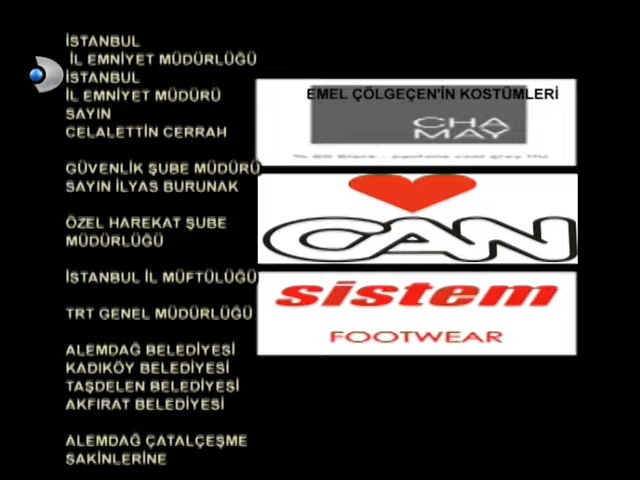 İSTANBUL
İL EMNİYET MÜDÜRLÜĞÜ
İSTANBUL
İL EMNİYET MÜDÜRÜ
SAYIN
CELALETTİN CERRAH
GÜVENLİK ŞUBE MÜDÜRÜ
SAYIN İLYAS BURUNAK
ÖZEL HAREKAT ŞUBE
MÜDÜRLÜĞÜ
İSTANBUL İL MÜFTÜLÜĞÜ
TRT GENEL MÜDÜRLÜĞÜ
ALEMDAĞ BELEDİYESİ
KADIKÖY BELEDİYESİ
TAŞDELEN BELEDİYESİ
AKFIRAT BELEDİYESİ
ALEMDAĞ ÇATALÇEŞME
SAKİNLERİNE
EMEL ÇÖLGEÇEN'İN KOSTÜMLERİ
CHA
MAY
CAN
sistem
FOOTWEAR